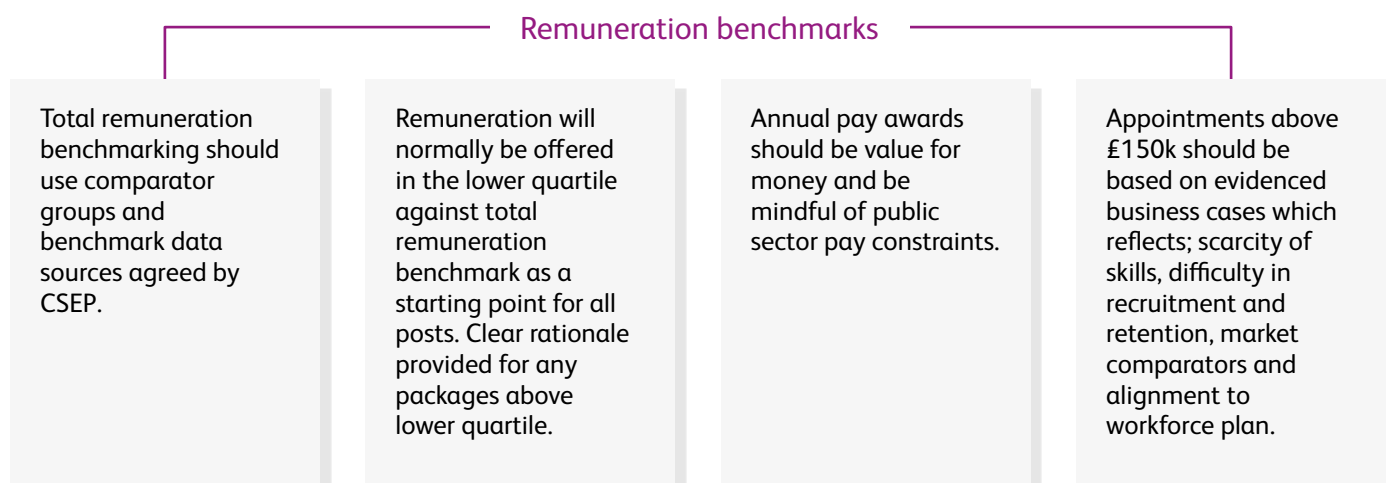 Remuneration benchmarks
Total remuneration
benchmarking should
use comparator
groups and
benchmark data
sources agreed by
CSEP.
Remuneration will
normally be offered
in the lower quartile
against total
remuneration
benchmark as a
starting point for all
posts. Clear rationale
provided for any
packages above
lower quartile.
Annual pay awards
should be value for
money and be
mindful of public
sector pay constraints.
Appointments above
£150k should be
based on evidenced
business cases which
reflects; scarcity of
skills, difficulty in
recruitment and
retention, market
comparators and
alignment to
workforce plan.